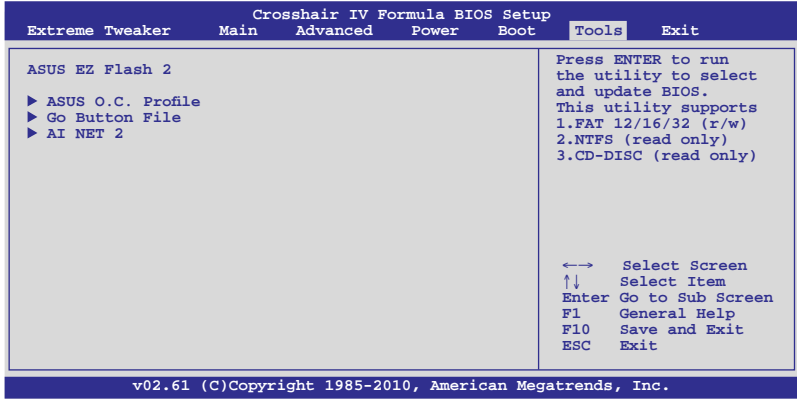 Crosshair IV Formula BIOS Setup
Extreme Tweaker Main Advanced Power Boot Tools Exit
ASUS EZ Flash 2
▶ ASUS O.C. Profile
▶ Go Button File
▶ AI NET 2
Press ENTER to run
the utility to select
and update BIOS.
This utility supports
1.FAT 12/16/32 (r/w)
2.NTFS (read only)
3.CD-DISC (read only)
←→ Select Screen
↑↓ Select Item
Enter Go to Sub Screen
F1 General Help
F10 Save and Exit
ESC Exit
v02.61 (C)Copyright 1985-2010, American Megatrends, Inc.